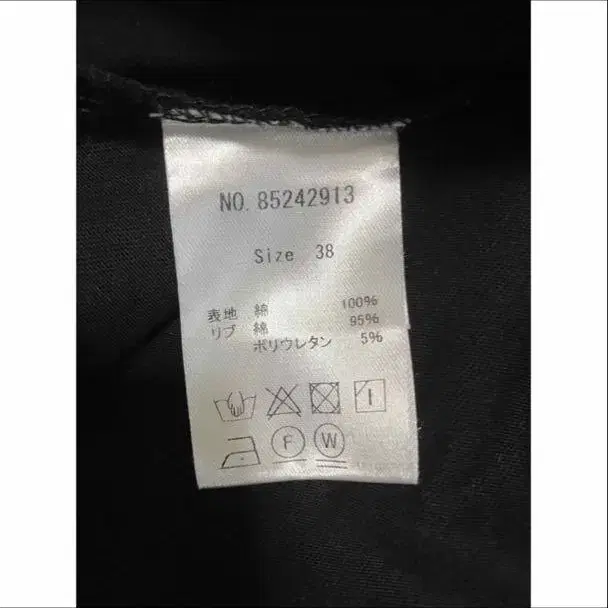 NO. 85242913
Size 38
表地 綿 100%
リブ 綿 95%
ポリウレタン 5%
F W